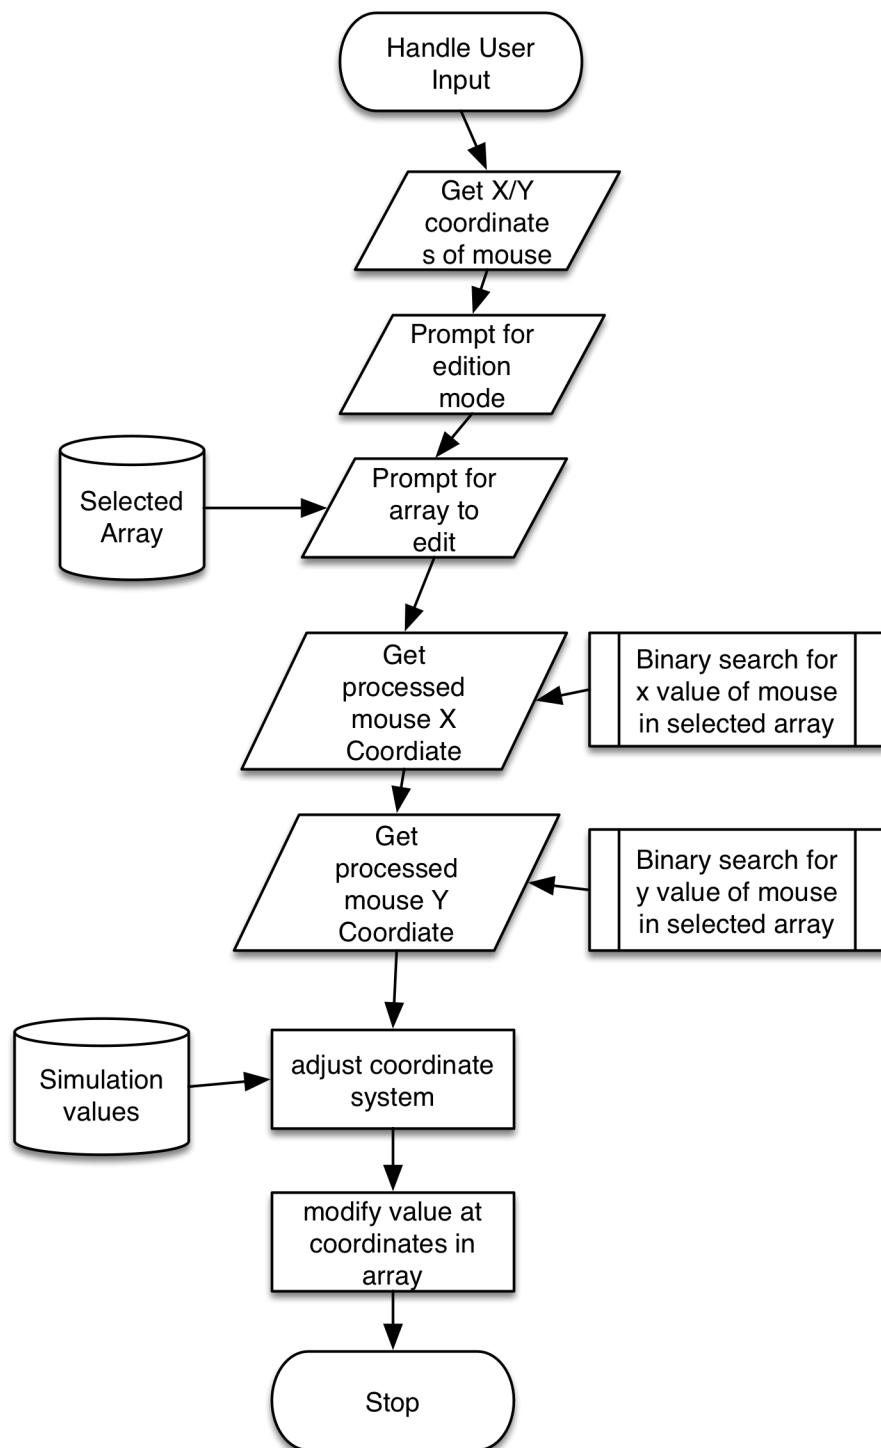 Handle User
Input
Get X/Y
coordinate
s of mouse
Prompt for
edition
mode
Selected
Array
Prompt for
array to
edit
Get
processed
mouse X
Coordiate
Binary search for
x value of mouse
in selected array
Get
processed
mouse Y
Coordiate
Binary search for
y value of mouse
in selected array
Simulation
values
adjust coordinate
system
modify value at
coordinates in
array
Stop